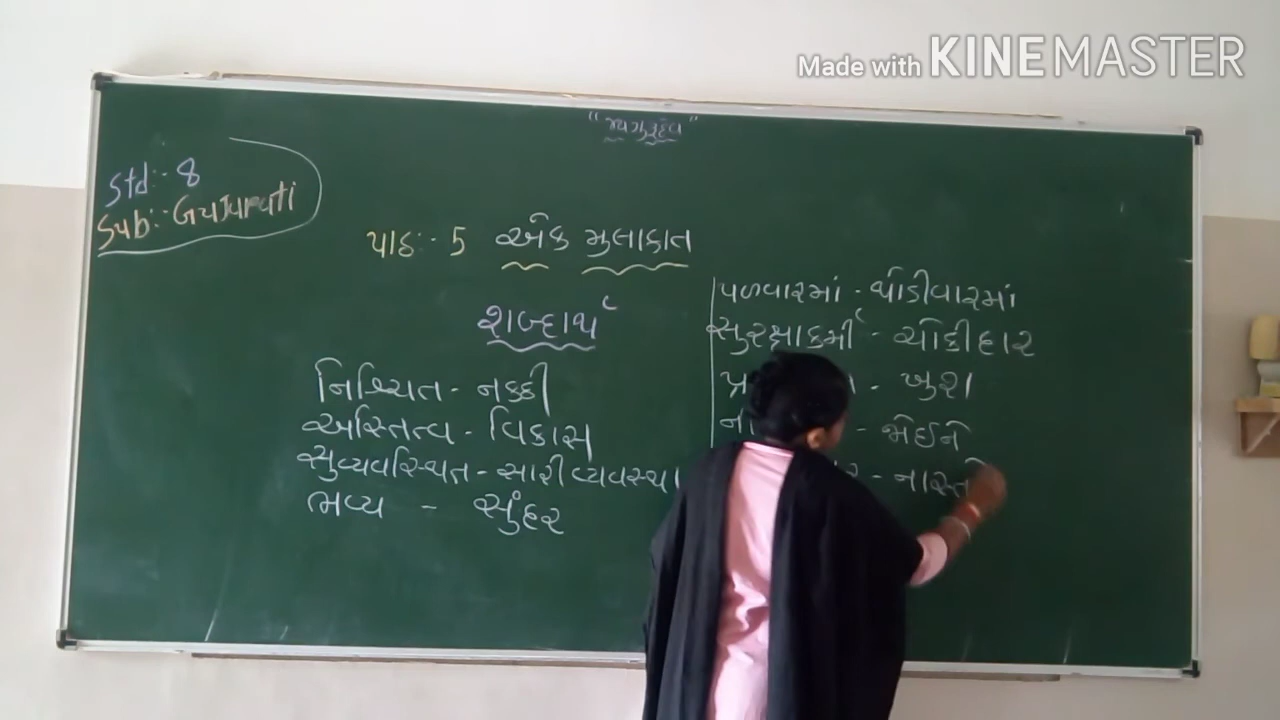 Made with KINEMASTER
"જય ગુરૂદેવ"
Std:- 8
Sub:- Gujarati
પાઠ:- 5 એક મુલાકાત
શબ્દાર્થ
નિશ્ચિત - નક્કી
અસ્તિત્વ - વિકાસ
સુવ્યવસ્થિત - સારી વ્યવસ્થા
ભવ્ય - સુંદર
પળવારમાં - થોડીવારમાં
સુરક્ષાકર્મી - ચોકીદાર
- ખુશ
- જોઈને
- નાસ્ત